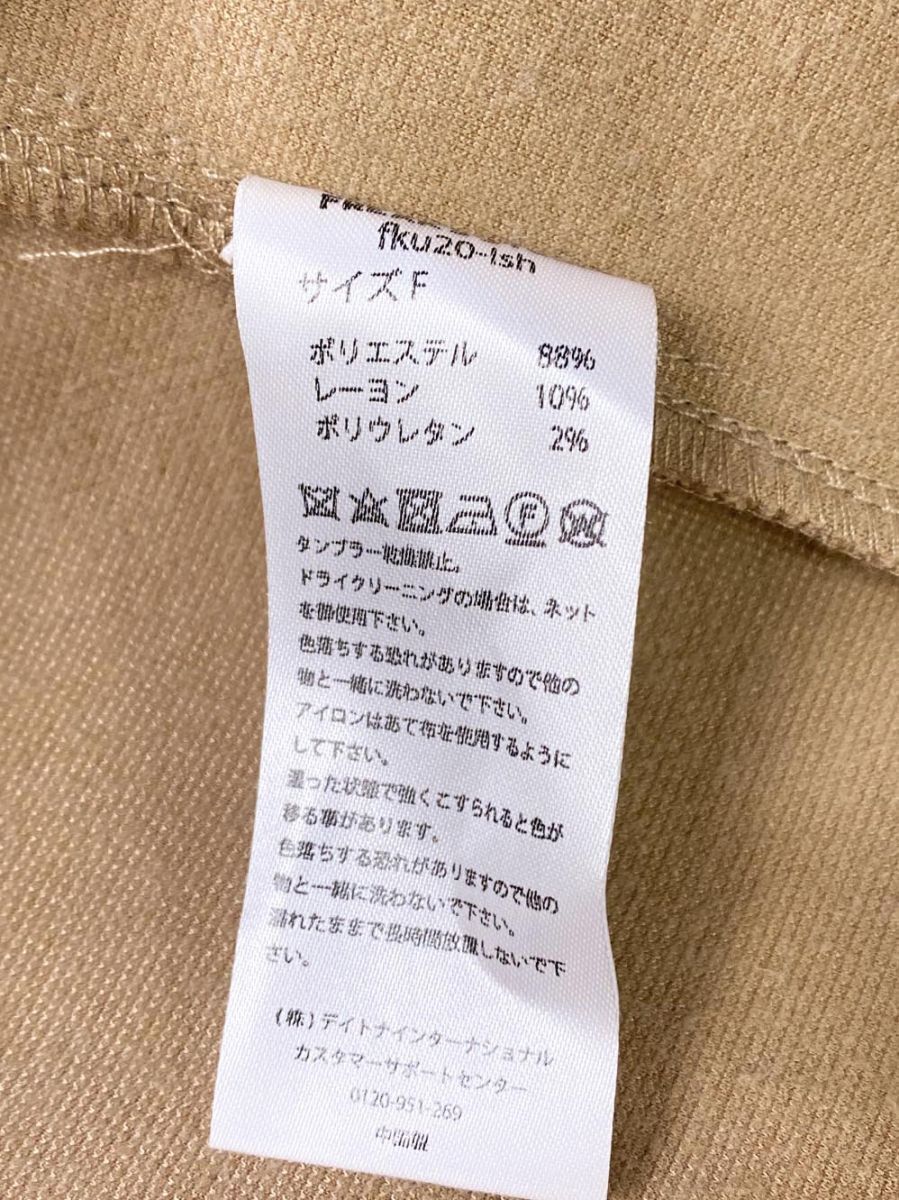 fku20-lsh
サイズ F
ポリエステル 88%
レーヨン 10%
ポリウレタン 2%
タンブラー乾燥禁止。
ドライクリーニングの場合は、ネット
を御使用下さい。
色落ちする恐れがありますので他の
物と一緒に洗わないで下さい。
アイロンはあて布を使用するように
して下さい。
湿った状態で強くこすられると色が
移る事があります。
色落ちする恐れがありますので他の
物と一緒に洗わないで下さい。
濡れたままで長時間放置しないで下
さい。
(株)デイトナインターナショナル
カスタマーサポートセンター
0120-951-269
中国製